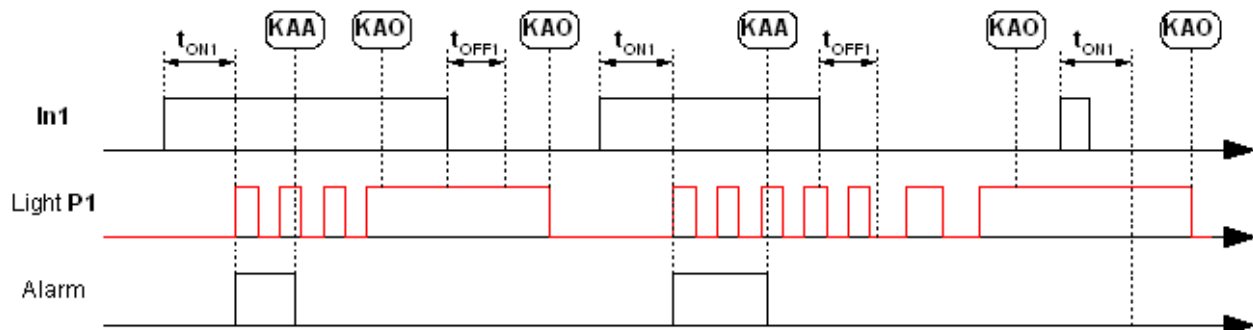 KAA KAO KAO KAA KAO KAO
tON1 tOFF1 tON1 tOFF1 tON1
In1
Light P1
Alarm